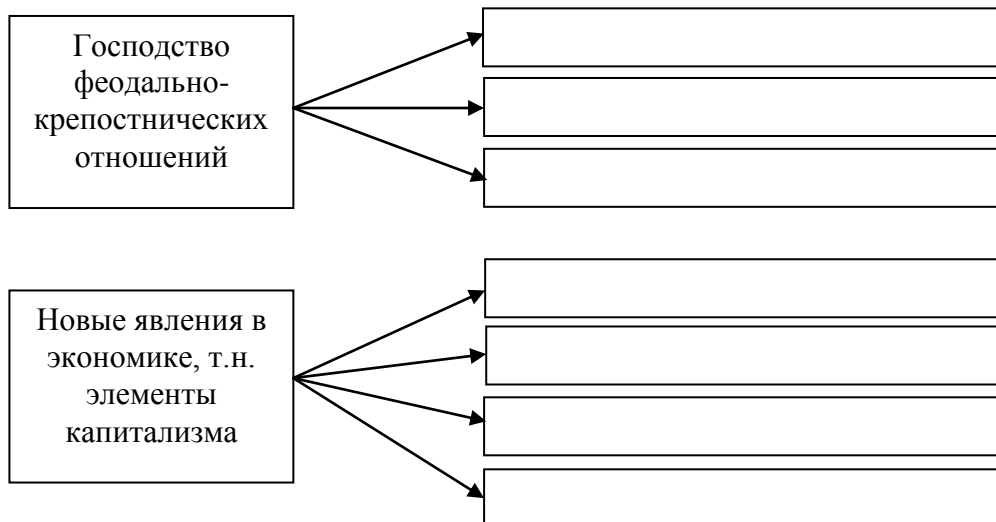 Господство
феодально-
крепостнических
отношений
Новые явления в
экономике, т.н.
элементы
капитализма